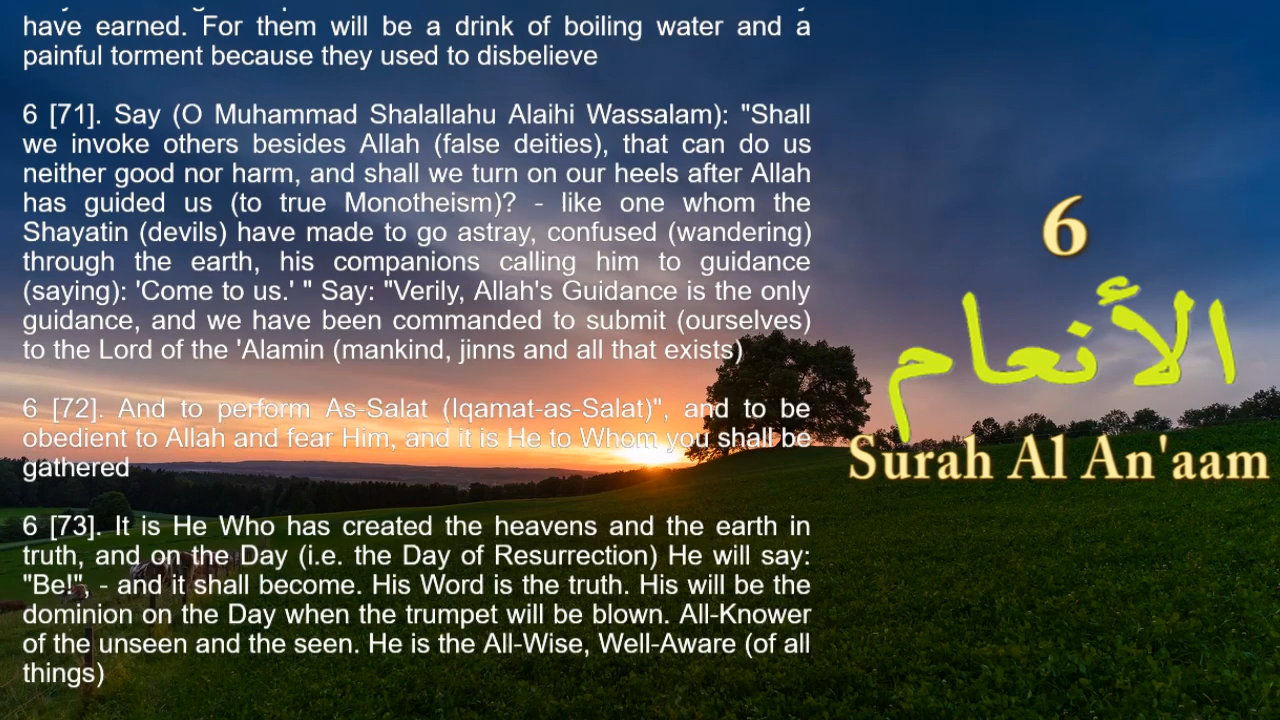 have earned. For them will be a drink of boiling water and a
painful torment because they used to disbelieve
6 [71]. Say (O Muhammad Shalallahu Alaihi Wassalam): "Shall
we invoke others besides Allah (false deities), that can do us
neither good nor harm, and shall we turn on our heels after Allah
has guided us (to true Monotheism)? - like one whom the
Shayatin (devils) have made to go astray, confused (wandering)
through the earth, his companions calling him to guidance
(saying): 'Come to us.' " Say: "Verily, Allah's Guidance is the only
guidance, and we have been commanded to submit (ourselves)
to the Lord of the 'Alamin (mankind, jinns and all that exists)
6 [72]. And to perform As-Salat (Iqamat-as-Salat)", and to be
obedient to Allah and fear Him, and it is He to Whom you shall be
gathered
6 [73]. It is He Who has created the heavens and the earth in
truth, and on the Day (i.e. the Day of Resurrection) He will say:
"Be!", - and it shall become. His Word is the truth. His will be the
dominion on the Day when the trumpet will be blown. All-Knower
of the unseen and the seen. He is the All-Wise, Well-Aware (of all
things)
6
الأنعام
Surah Al An'aam